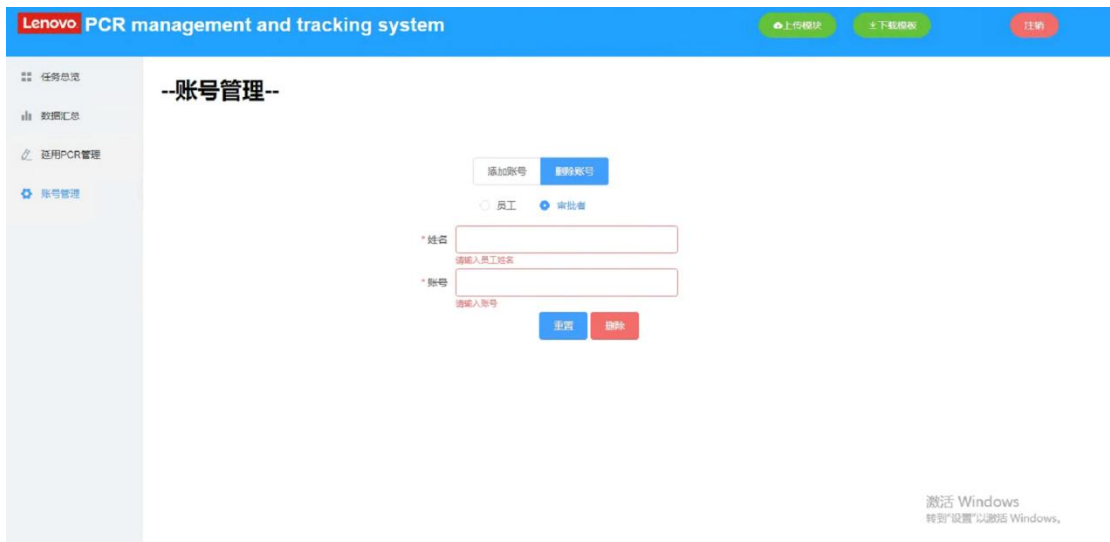 Lenovo PCR management and tracking system
上传模块
下载模板
注销
任务总览
数据汇总
延用PCR管理
账号管理
--账号管理--
添加账号
删除账号
员工
审批者
*姓名
请输入员工姓名
*账号
请输入账号
重置
删除
激活 Windows
转到"设置"以激活 Windows。